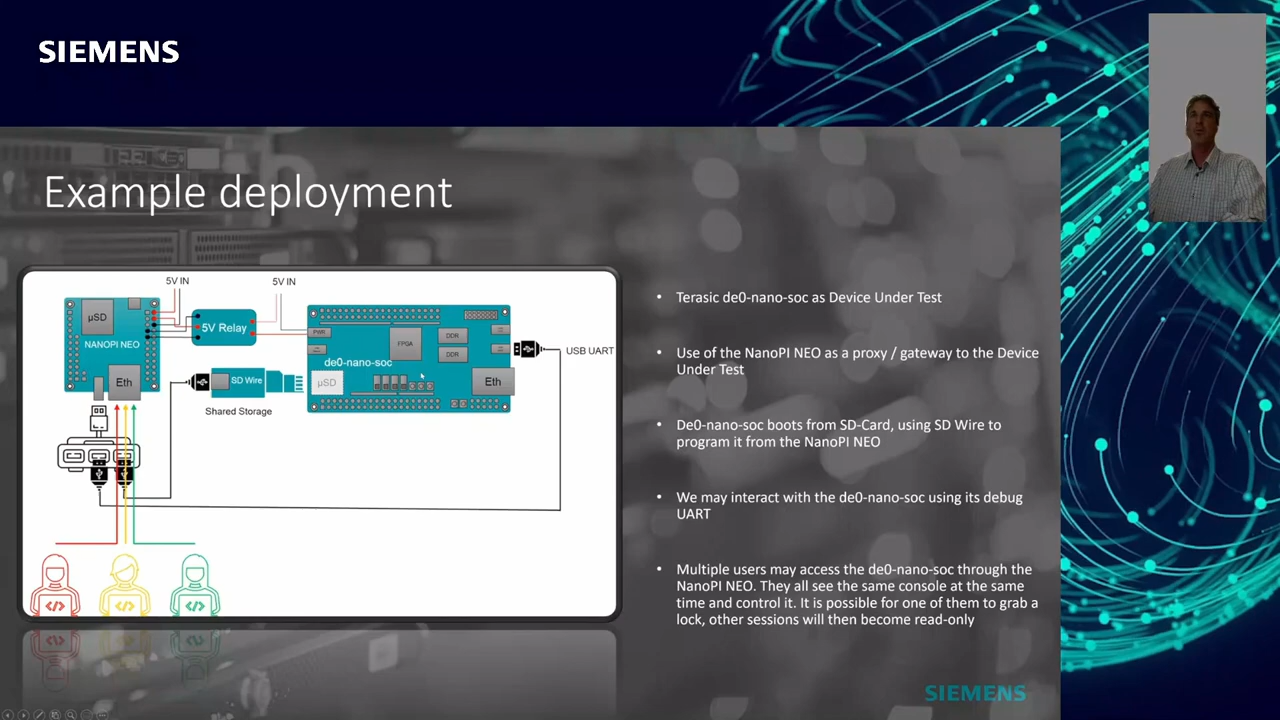 SIEMENS
Example deployment
5V IN
5V IN
µSD
NANOPI NEO
Eth
5V Relay
SD Wire
Shared Storage
PWR
FPGA
DDR
DDR
de0-nano-soc
µSD
Eth
USB UART
</>
</>
</>
• Terasic de0-nano-soc as Device Under Test
• Use of the NanoPI NEO as a proxy / gateway to the Device
Under Test
• De0-nano-soc boots from SD-Card, using SD Wire to
program it from the NanoPI NEO
• We may interact with the de0-nano-soc using its debug
UART
• Multiple users may access the de0-nano-soc through the
NanoPI NEO. They all see the same console at the same
time and control it. It is possible for one of them to grab a
lock, other sessions will then become read-only
SIEMENS